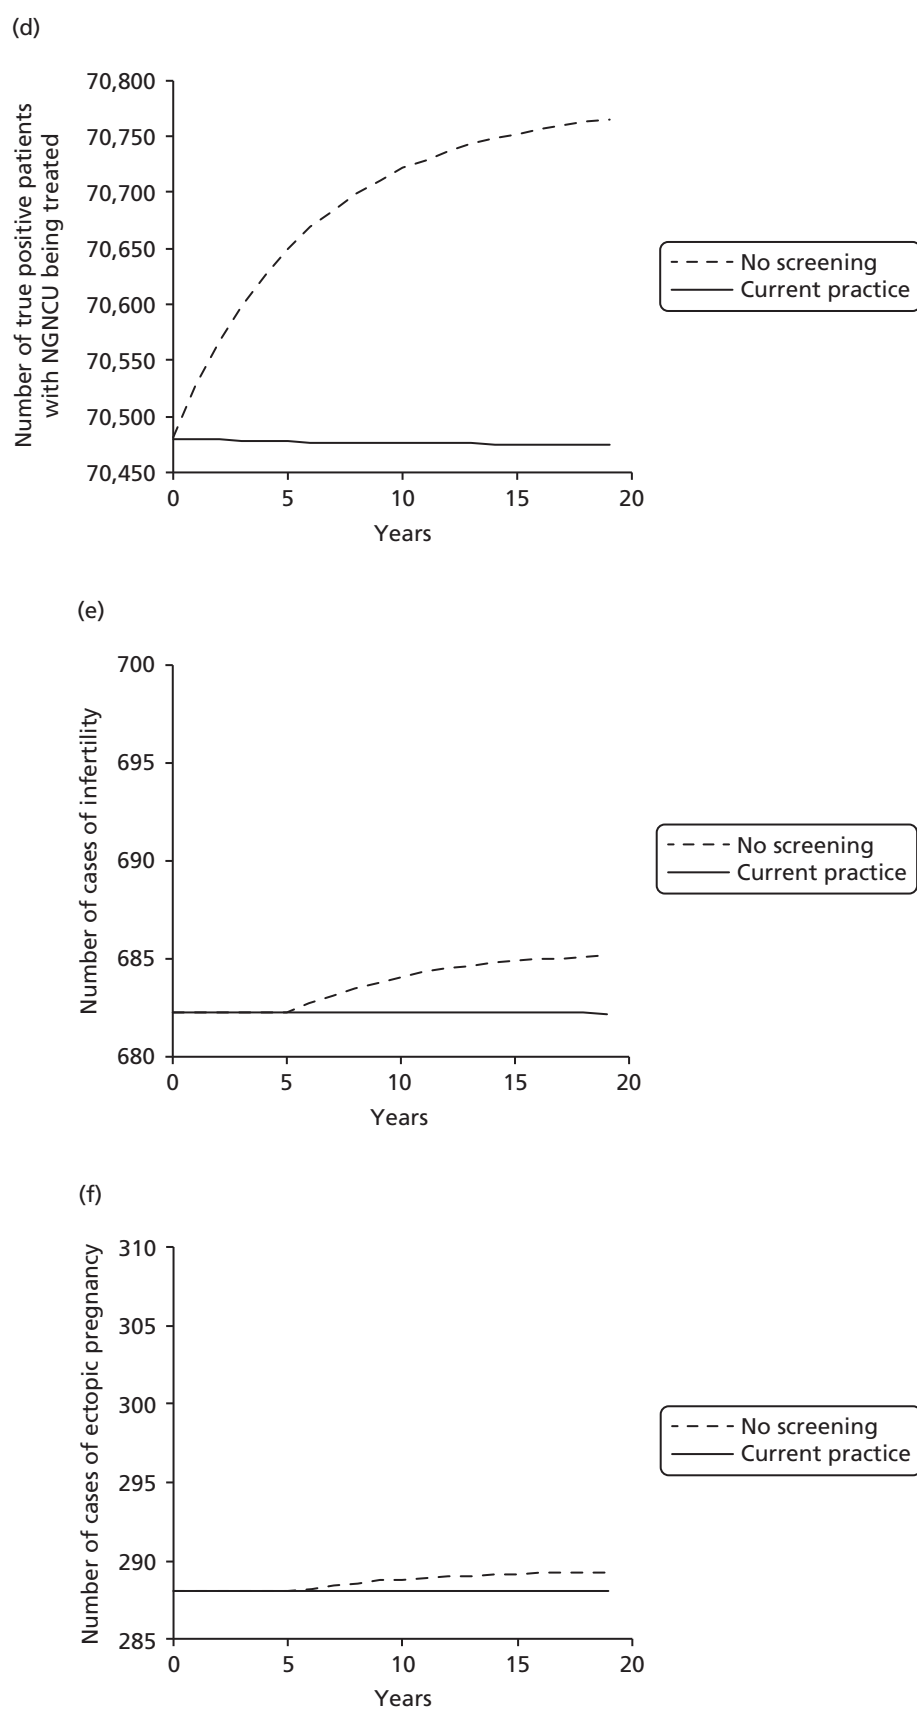 (d)
Number of true positive patients
with NGNCU being treated
70,800
70,750
70,700
70,650
70,600
70,550
70,500
70,450
0
5
10
15
20
Years
No screening
Current practice
(e)
Number of cases of infertility
700
695
690
685
680
0
5
10
15
20
Years
No screening
Current practice
(f)
Number of cases of ectopic pregnancy
310
305
300
295
290
285
0
5
10
15
20
Years
No screening
Current practice